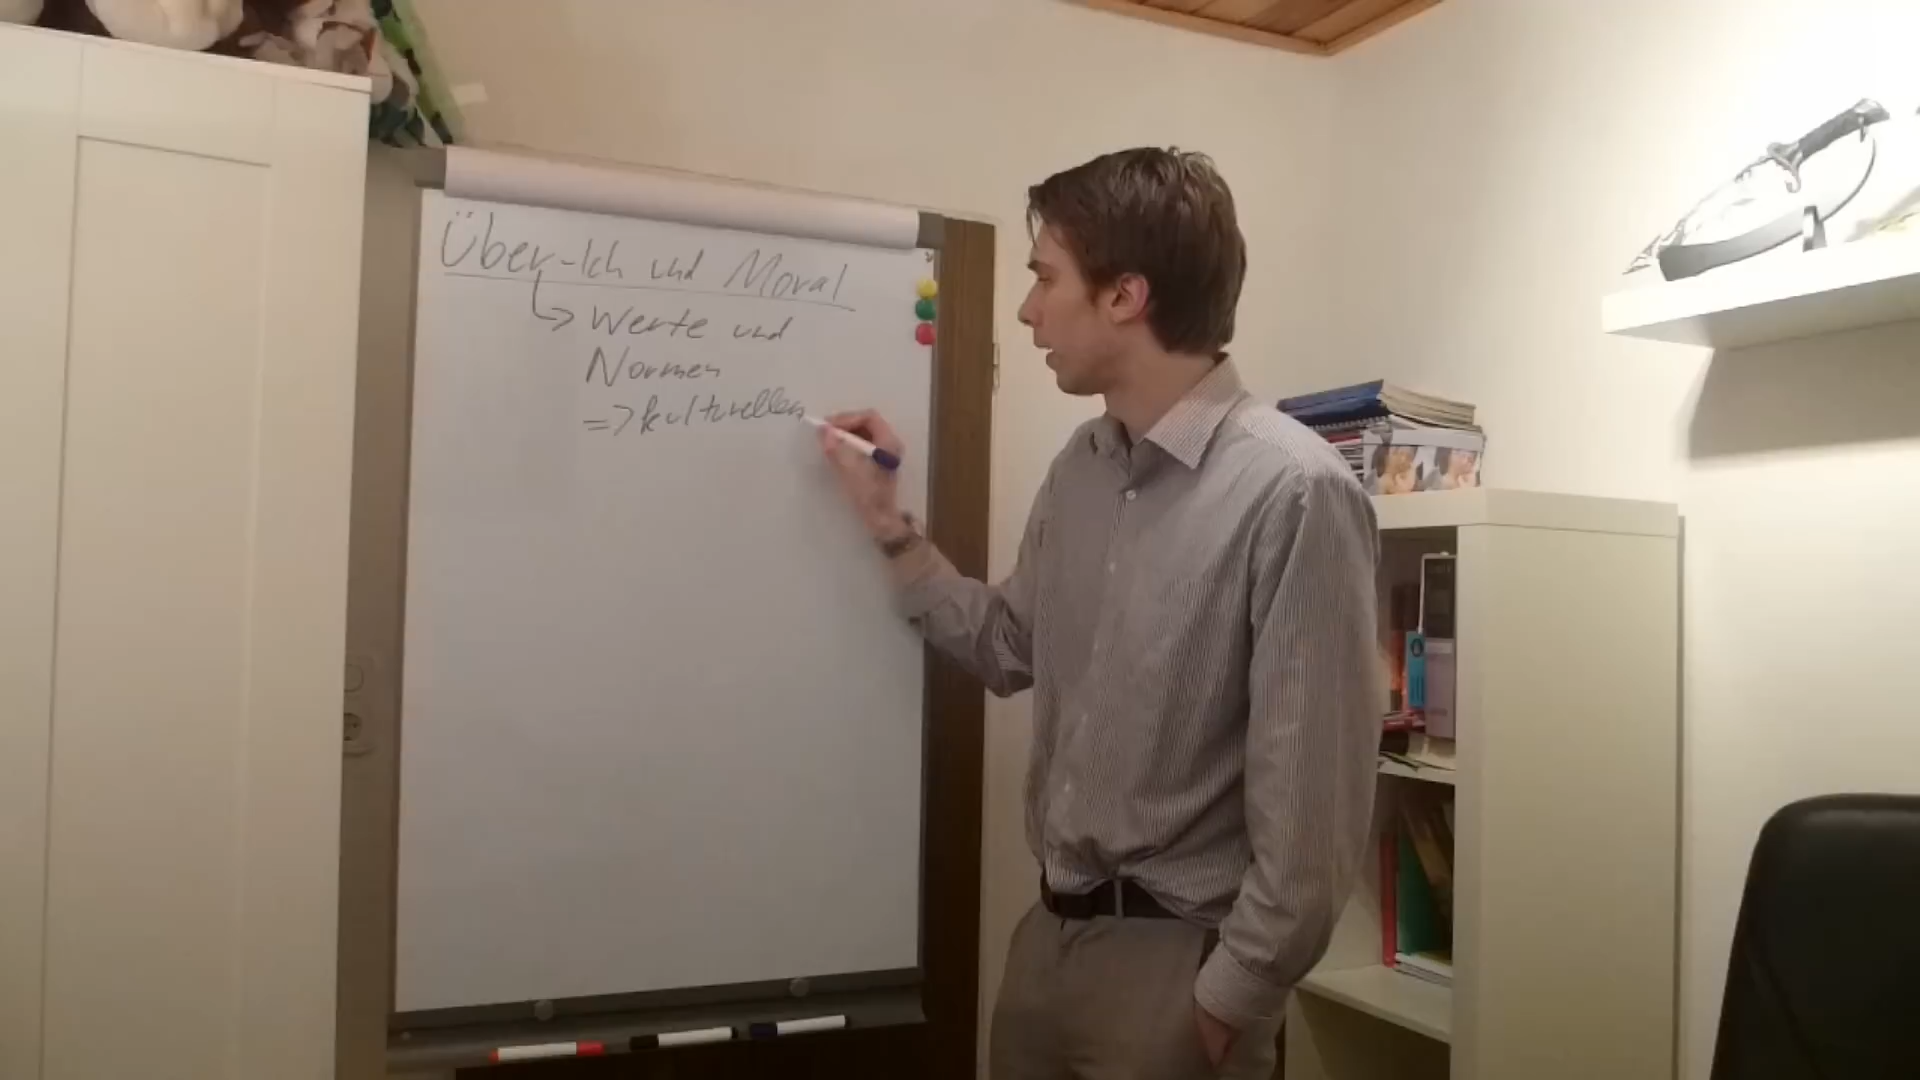 Über-Ich und Moral
↳ Werte und
Normen
=> kulturellen